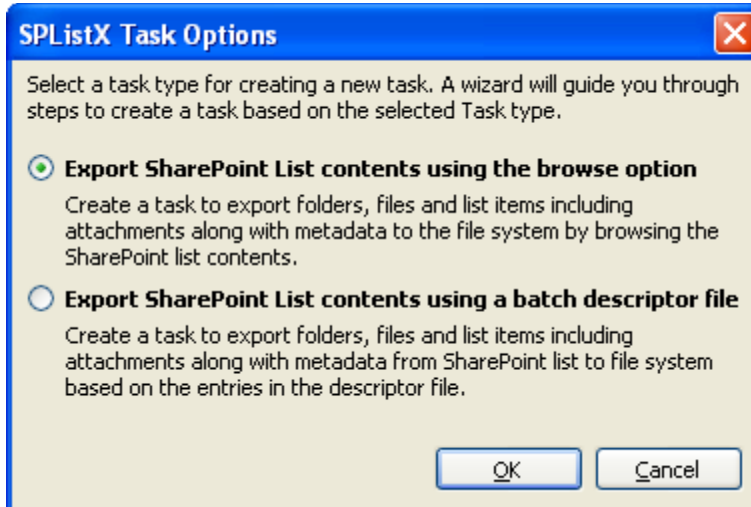 SPListX Task Options
Select a task type for creating a new task. A wizard will guide you through
steps to create a task based on the selected Task type.
Export SharePoint List contents using the browse option
Create a task to export folders, files and list items including
attachments along with metadata to the file system by browsing the
SharePoint list contents.
Export SharePoint List contents using a batch descriptor file
Create a task to export folders, files and list items including
attachments along with metadata from SharePoint list to file system
based on the entries in the descriptor file.
OK Cancel